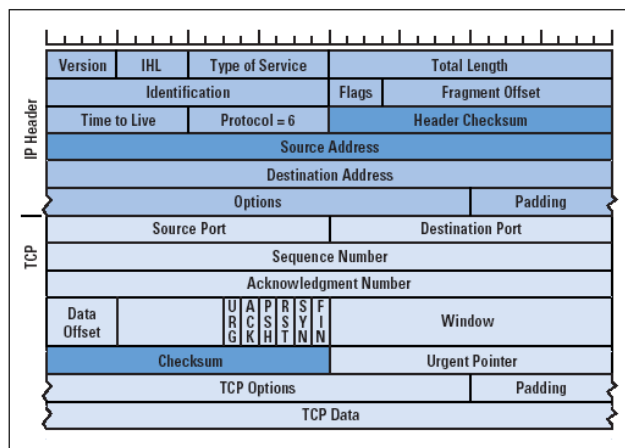 Version IHL Type of Service Total Length
Identification Flags Fragment Offset
Time to Live Protocol = 6 Header Checksum
Source Address
Destination Address
Options Padding
IP Header
Source Port Destination Port
Sequence Number
Acknowledgment Number
Data Offset URG ACK PSH RST SYN FIN Window
Checksum Urgent Pointer
TCP Options Padding
TCP Data
TCP